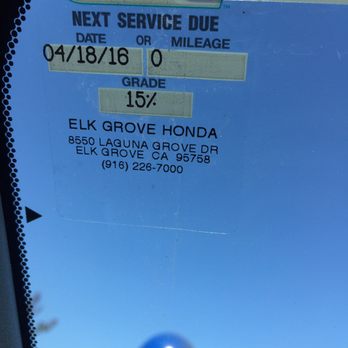 NEXT SERVICE DUE
DATE OR MILEAGE
04/18/16 0
GRADE
15%
ELK GROVE HONDA
8550 LAGUNA GROVE DR
ELK GROVE CA 95758
(916) 226-7000